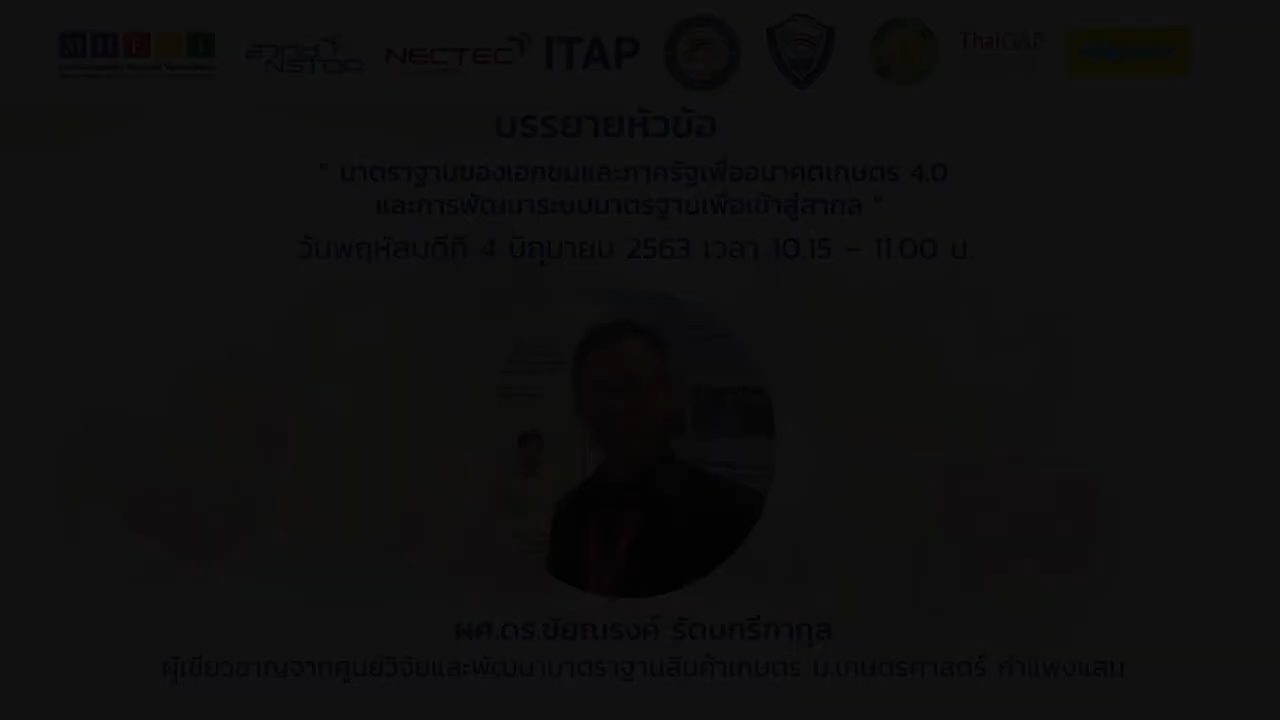 MHESI สวทช NSTDA NECTEC ITAP ThaiGAP
บรรยายหัวข้อ
" มาตราฐานของเอกชนและภาครัฐเพื่ออนาคตเกษตร 4.0
และการพัฒนาระบบมาตรฐานเพื่อเข้าสู่สากล "
วันพฤหัสบดีที่ 4 มิถุนายน 2563 เวลา 10.15 – 11.00 น.
ผศ.ดร.ชัยณรงค์ รัตนกรีฑากุล
ผู้เชี่ยวชาญจากศูนย์วิจัยและพัฒนามาตราฐานสินค้าเกษตร ม.เกษตรศาสตร์ กำแพงแสน